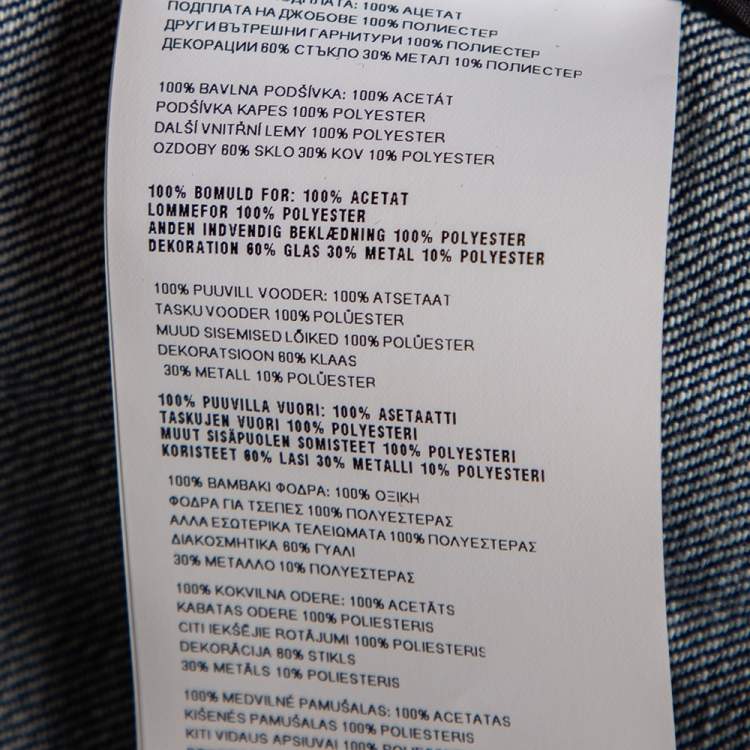 100% АЦЕТАТ
ПОДПЛАТА НА ДЖОБОВЕ 100% ПОЛИЕСТЕР
ДРУГИ ВЪТРЕШНИ ГАРНИТУРИ 100% ПОЛИЕСТЕР
ДЕКОРАЦИИ 60% СТЪКЛО 30% МЕТАЛ 10% ПОЛИЕСТЕР
100% BAVLNA PODŠÍVKA: 100% ACETÁT
PODŠÍVKA KAPES 100% POLYESTER
DALŠÍ VNITŘNÍ LEMY 100% POLYESTER
OZDOBY 60% SKLO 30% KOV 10% POLYESTER
100% BOMULD FOR: 100% ACETAT
LOMMEFOR 100% POLYESTER
ANDEN INDVENDIG BEKLÆDNING 100% POLYESTER
DEKORATION 60% GLAS 30% METAL 10% POLYESTER
100% PUUVILL VOODER: 100% ATSETAAT
TASKU VOODER 100% POLÜESTER
MUUD SISEMISED LÕIKED 100% POLÜESTER
DEKORATSIOON 60% KLAAS
30% METALL 10% POLÜESTER
100% PUUVILLA VUORI: 100% ASETAATTI
TASKUJEN VUORI 100% POLYESTERI
MUUT SISÄPUOLEN SOMISTEET 100% POLYESTERI
KORISTEET 60% LASI 30% METALLI 10% POLYESTERI
100% ΒΑΜΒΑΚΙ ΦΟΔΡΑ: 100% ΟΞΙΚΗ
ΦΟΔΡΑ ΓΙΑ ΤΣΕΠΕΣ 100% ΠΟΛΥΕΣΤΕΡΑΣ
ΑΛΛΑ ΕΣΩΤΕΡΙΚΑ ΤΕΛΕΙΩΜΑΤΑ 100% ΠΟΛΥΕΣΤΕΡΑΣ
ΔΙΑΚΟΣΜΗΤΙΚΑ 60% ΓΥΑΛΙ
30% ΜΕΤΑΛΛΟ 10% ΠΟΛΥΕΣΤΕΡΑΣ
100% KOKVILNA ODERE: 100% ACETĀTS
KABATAS ODERE 100% POLIESTERIS
CITI IEKŠĒJIE ROTĀJUMI 100% POLIESTERIS
DEKORĀCIJA 60% STIKLS
30% METĀLS 10% POLIESTERIS
100% MEDVILNĖ PAMUŠALAS: 100% ACETATAS
KIŠENĖS PAMUŠALAS 100% POLIESTERIS
KITI VIDAUS APSIUVAI 100%